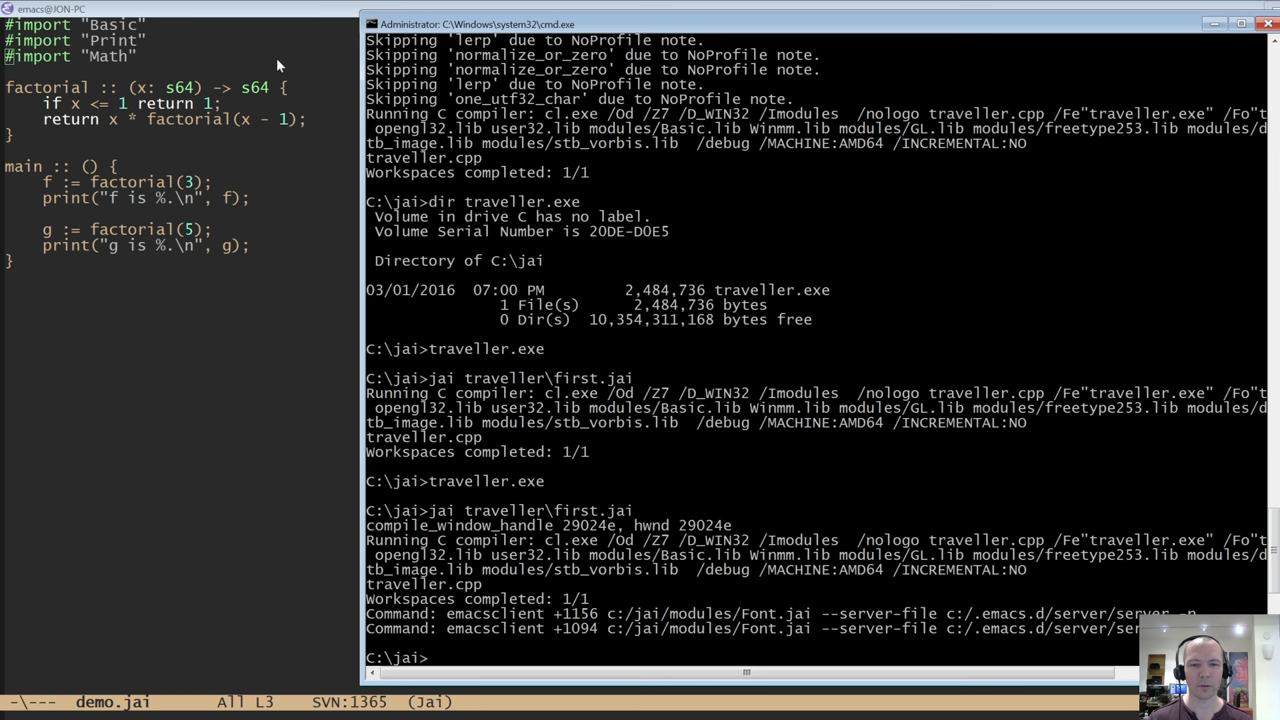 emacs@JON-PC
#import "Basic"
#import "Print"
#import "Math"
factorial :: (x: s64) -> s64 {
if x <= 1 return 1;
return x * factorial(x - 1);
}
main :: () {
f := factorial(3);
print("f is %.\n", f);
g := factorial(5);
print("g is %.\n", g);
}
-\--- demo.jai All L3 SVN:1365 (Jai)
Administrator: C:\Windows\system32\cmd.exe
Skipping 'lerp' due to NoProfile note.
Skipping 'normalize_or_zero' due to NoProfile note.
Skipping 'normalize_or_zero' due to NoProfile note.
Skipping 'lerp' due to NoProfile note.
Skipping 'one_utf32_char' due to NoProfile note.
Running C compiler: cl.exe /Od /Z7 /D_WIN32 /Imodules /nologo traveller.cpp /Fe"traveller.exe" /Fo"t
opengl32.lib user32.lib modules/Basic.lib Winmm.lib modules/GL.lib modules/freetype253.lib modules/d
tb_image.lib modules/stb_vorbis.lib /debug /MACHINE:AMD64 /INCREMENTAL:NO
traveller.cpp
Workspaces completed: 1/1
C:\jai>dir traveller.exe
Volume in drive C has no label.
Volume Serial Number is 20DE-D0E5
Directory of C:\jai
03/01/2016 07:00 PM 2,484,736 traveller.exe
1 File(s) 2,484,736 bytes
0 Dir(s) 10,354,311,168 bytes free
C:\jai>traveller.exe
C:\jai>jai traveller\first.jai
Running C compiler: cl.exe /Od /Z7 /D_WIN32 /Imodules /nologo traveller.cpp /Fe"traveller.exe" /Fo"t
opengl32.lib user32.lib modules/Basic.lib Winmm.lib modules/GL.lib modules/freetype253.lib modules/d
tb_image.lib modules/stb_vorbis.lib /debug /MACHINE:AMD64 /INCREMENTAL:NO
traveller.cpp
Workspaces completed: 1/1
C:\jai>traveller.exe
C:\jai>jai traveller\first.jai
compile_window_handle 29024e, hwnd 29024e
Running C compiler: cl.exe /Od /Z7 /D_WIN32 /Imodules /nologo traveller.cpp /Fe"traveller.exe" /Fo"t
opengl32.lib user32.lib modules/Basic.lib Winmm.lib modules/GL.lib modules/freetype253.lib modules/d
tb_image.lib modules/stb_vorbis.lib /debug /MACHINE:AMD64 /INCREMENTAL:NO
traveller.cpp
Workspaces completed: 1/1
Command: emacsclient +1156 c:/jai/modules/Font.jai --server-file c:/.emacs.d/server/server -n
Command: emacsclient +1094 c:/jai/modules/Font.jai --server-file c:/.emacs.d/server/se
C:\jai>